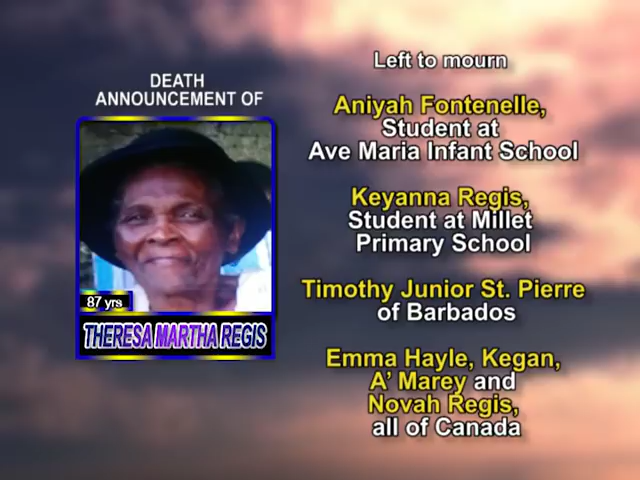 DEATH
ANNOUNCEMENT OF
87 yrs
THERESA MARTHA REGIS
Left to mourn
Aniyah Fontenelle,
Student at
Ave Maria Infant School
Keyanna Regis,
Student at Millet
Primary School
Timothy Junior St. Pierre
of Barbados
Emma Hayle, Kegan,
A' Marey and
Novah Regis,
all of Canada